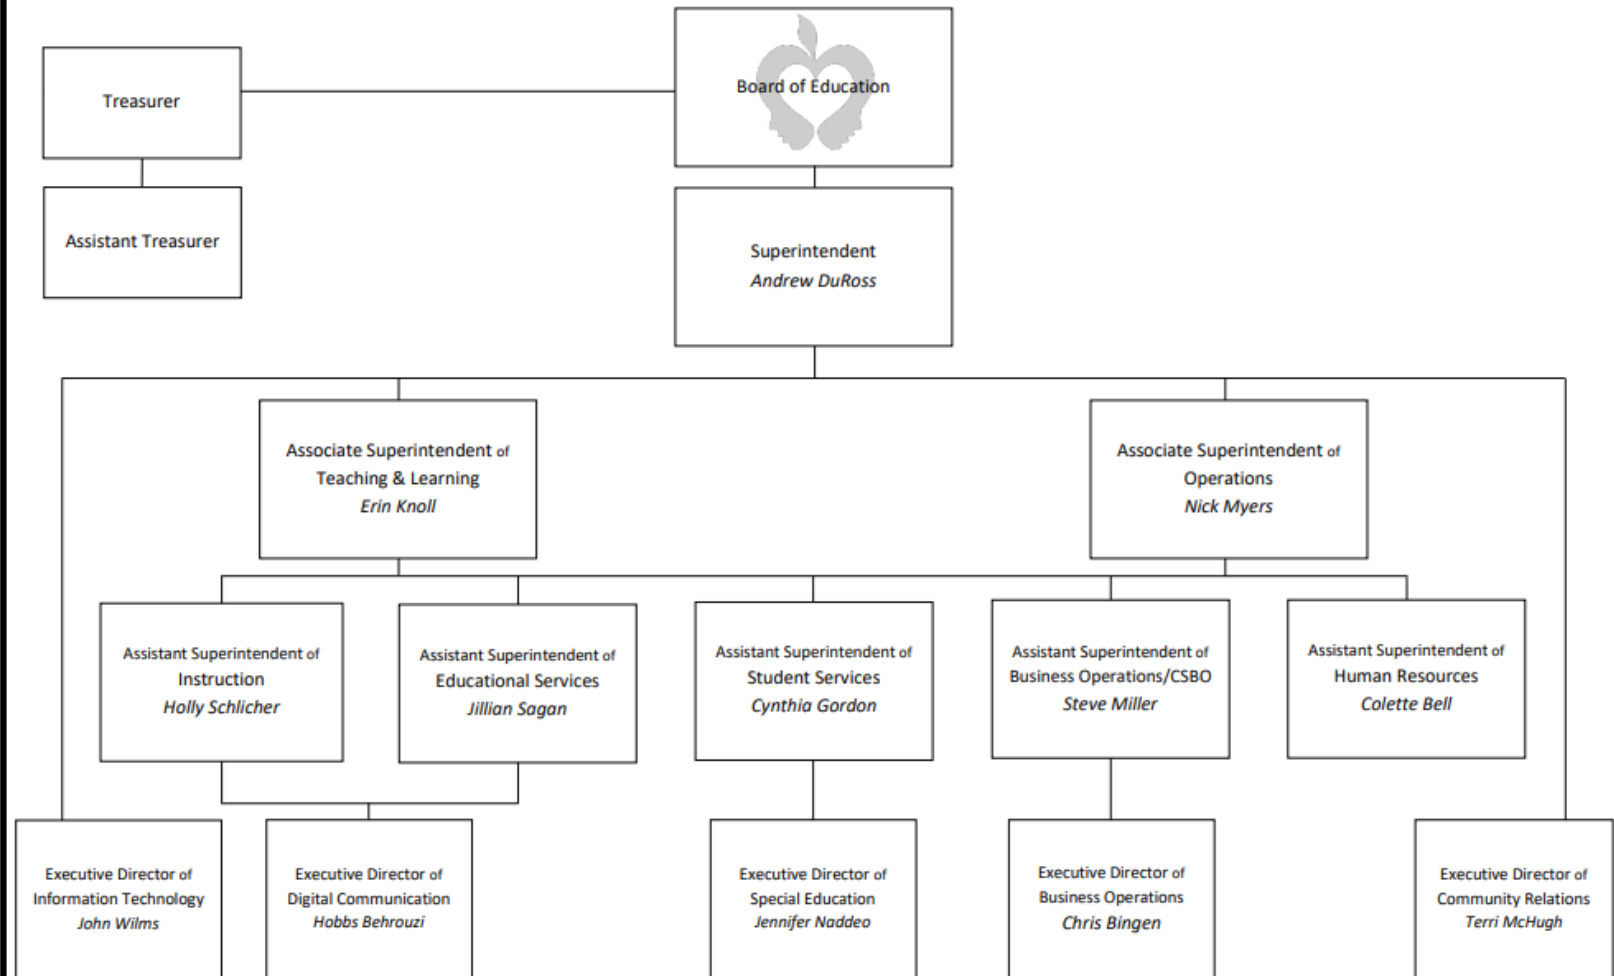 Board of Education
Treasurer
Assistant Treasurer
Superintendent
Andrew DuRoss
Associate Superintendent of
Teaching & Learning
Erin Knoll
Associate Superintendent of
Operations
Nick Myers
Assistant Superintendent of
Instruction
Holly Schlicher
Assistant Superintendent of
Educational Services
Jillian Sagan
Assistant Superintendent of
Student Services
Cynthia Gordon
Assistant Superintendent of
Business Operations/CSBO
Steve Miller
Assistant Superintendent of
Human Resources
Colette Bell
Executive Director of
Information Technology
John Wilms
Executive Director of
Digital Communication
Hobbs Behrouzi
Executive Director of
Special Education
Jennifer Naddeo
Executive Director of
Business Operations
Chris Bingen
Executive Director of
Community Relations
Terri McHugh